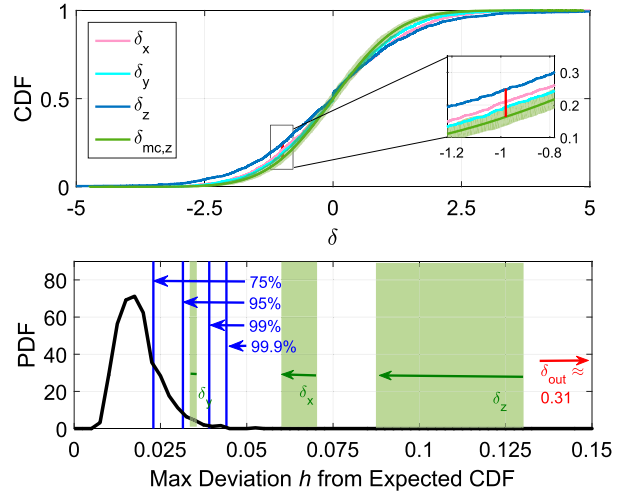 1
0.5
0
CDF
δx
δy
δz
δmc,z
0.3
0.2
0.1
-1.2
-1
-0.8
-5
-2.5
0
2.5
5
δ
80
60
40
20
0
PDF
75%
95%
99%
99.9%
δy
δx
δz
δout ≈
0.31
0
0.025
0.05
0.075
0.1
0.125
0.15
Max Deviation h from Expected CDF